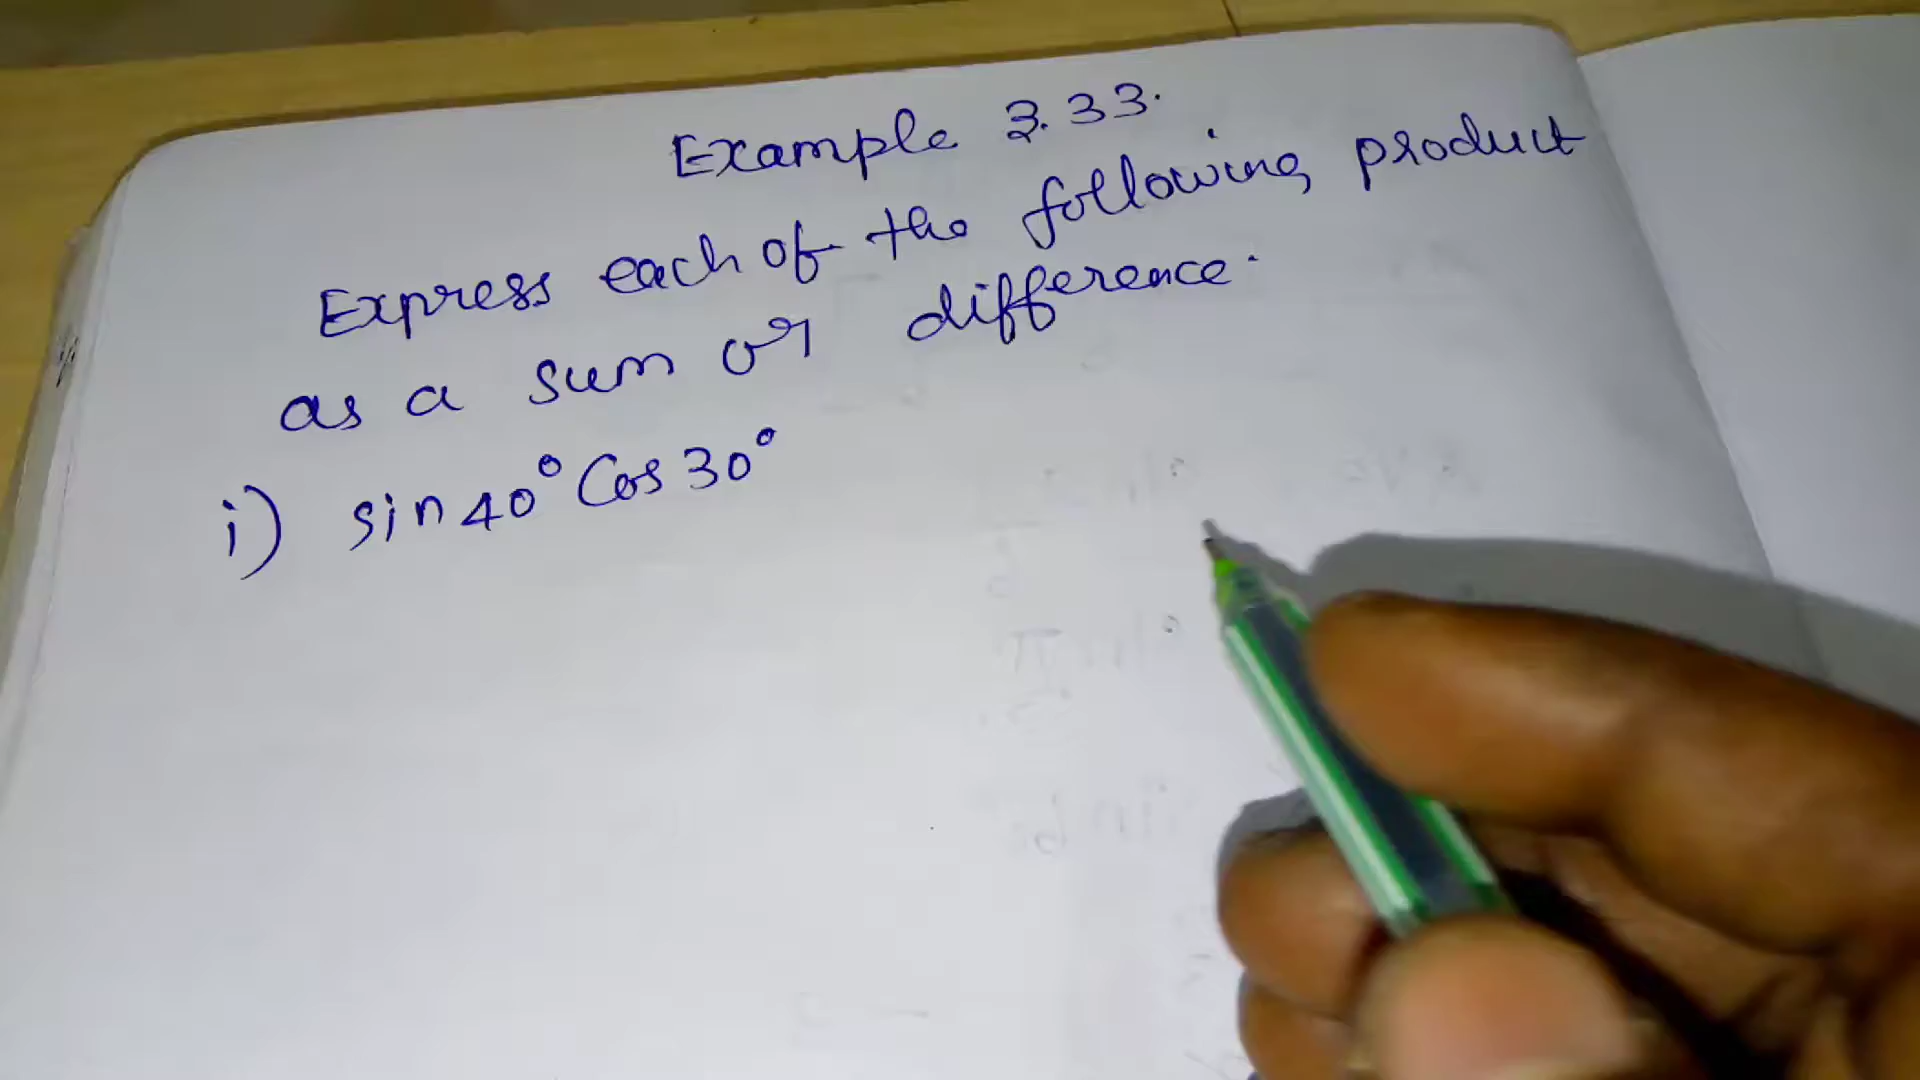 Example 3.33.
Express each of the following product
as a sum or difference.
i) sin 40° Cos 30°